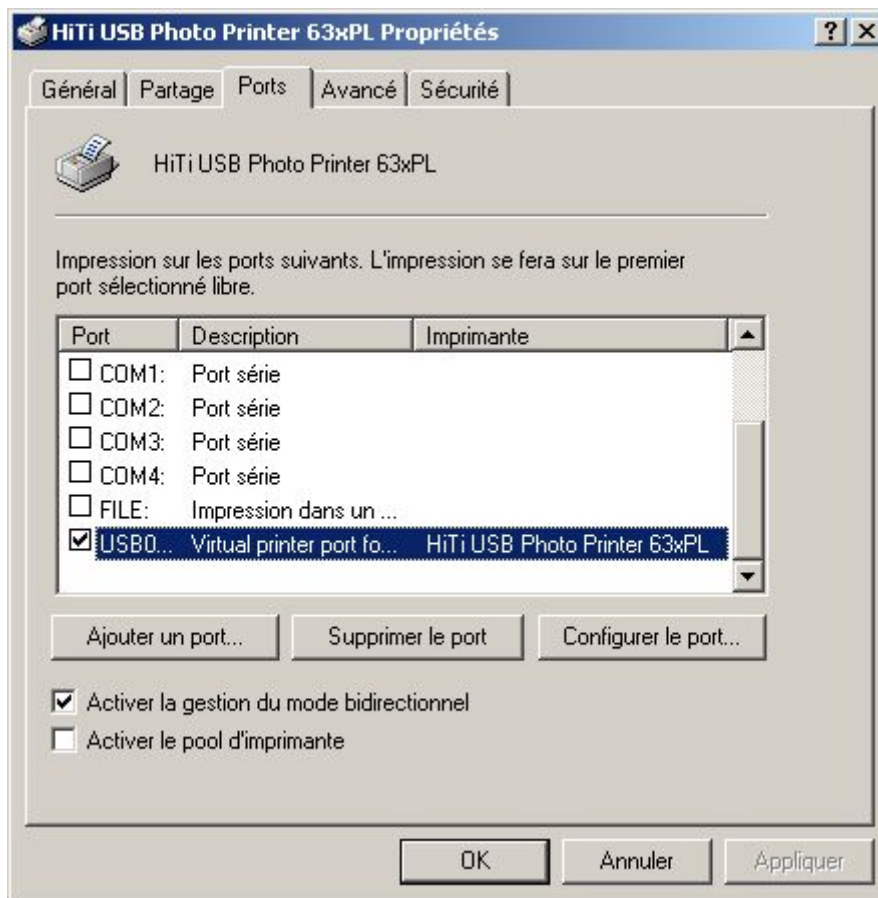 HiTi USB Photo Printer 63xPL Propriétés
Général Partage Ports Avancé Sécurité
HiTi USB Photo Printer 63xPL
Impression sur les ports suivants. L'impression se fera sur le premier
port sélectionné libre.
Port Description Imprimante
COM1: Port série
COM2: Port série
COM3: Port série
COM4: Port série
FILE: Impression dans un ...
USB0... Virtual printer port fo... HiTi USB Photo Printer 63xPL
Ajouter un port... Supprimer le port Configurer le port...
Activer la gestion du mode bidirectionnel
Activer le pool d'imprimante
OK Annuler Appliquer